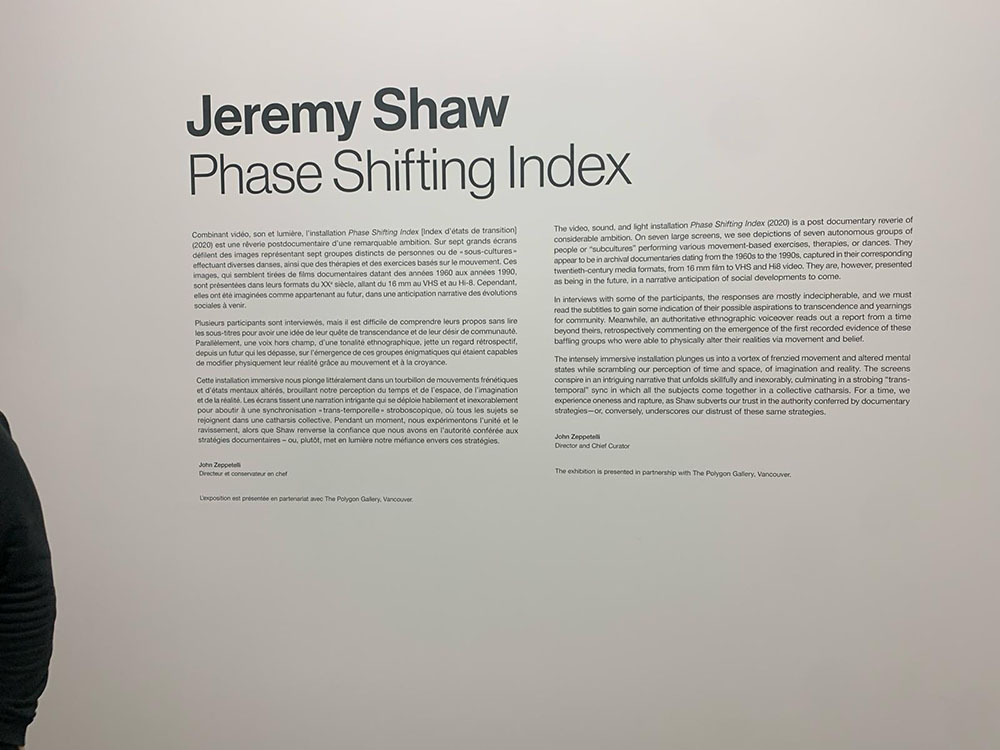 Jeremy Shaw
Phase Shifting Index
Combinant vidéo, son et lumière, l'installation Phase Shifting Index [Index d'états de transition]
(2020) est une rêverie postdocumentaire d'une remarquable ambition. Sur sept grands écrans
défilent des images représentant sept groupes distincts de personnes ou de « sous-cultures »
effectuant diverses danses, ainsi que des thérapies et des exercices basés sur le mouvement. Ces
images, qui semblent tirées de films documentaires datant des années 1960 aux années 1990,
sont présentées dans leurs formats du XXe siècle, allant du 16 mm au VHS et au Hi-8. Cependant,
elles ont été imaginées comme appartenant au futur, dans une anticipation narrative des évolutions
sociales à venir.
Plusieurs participants sont interviewés, mais il est difficile de comprendre leurs propos sans lire
les sous-titres pour avoir une idée de leur quête de transcendance et de leur désir de communauté.
Parallèlement, une voix hors champ, d'une tonalité ethnographique, jette un regard rétrospectif,
depuis un futur qui les dépasse, sur l'émergence de ces groupes énigmatiques qui étaient capables
de modifier physiquement leur réalité grâce au mouvement et à la croyance.
Cette installation immersive nous plonge littéralement dans un tourbillon de mouvements frénétiques
et d'états mentaux altérés, brouillant notre perception du temps et de l'espace, de l'imagination
et de la réalité. Les écrans tissent une narration intrigante qui se déploie habilement et inexorablement
pour aboutir à une synchronisation « trans-temporelle » stroboscopique, où tous les sujets se
rejoignent dans une catharsis collective. Pendant un moment, nous expérimentons l'unité et le
ravissement, alors que Shaw renverse la confiance que nous avons en l'autorité conférée aux
stratégies documentaires – ou, plutôt, met en lumière notre méfiance envers ces stratégies.
John Zeppetelli
Directeur et conservateur en chef
L'exposition est présentée en partenariat avec The Polygon Gallery, Vancouver.
The video, sound, and light installation Phase Shifting Index (2020) is a post documentary reverie of
considerable ambition. On seven large screens, we see depictions of seven autonomous groups of
people or “subcultures” performing various movement-based exercises, therapies, or dances. They
appear to be in archival documentaries dating from the 1960s to the 1990s, captured in their corresponding
twentieth-century media formats, from 16 mm film to VHS and Hi8 video. They are, however, presented
as being in the future, in a narrative anticipation of social developments to come.
In interviews with some of the participants, the responses are mostly indecipherable, and we must
read the subtitles to gain some indication of their possible aspirations to transcendence and yearnings
for community. Meanwhile, an authoritative ethnographic voiceover reads out a report from a time
beyond theirs, retrospectively commenting on the emergence of the first recorded evidence of these
baffling groups who were able to physically alter their realities via movement and belief.
The intensely immersive installation plunges us into a vortex of frenzied movement and altered mental
states while scrambling our perception of time and space, of imagination and reality. The screens
conspire in an intriguing narrative that unfolds skillfully and inexorably, culminating in a strobing “trans-
temporal” sync in which all the subjects come together in a collective catharsis. For a time, we
experience oneness and rapture, as Shaw subverts our trust in the authority conferred by documentary
strategies—or, conversely, underscores our distrust of these same strategies.
John Zeppetelli
Director and Chief Curator
The exhibition is presented in partnership with The Polygon Gallery, Vancouver.